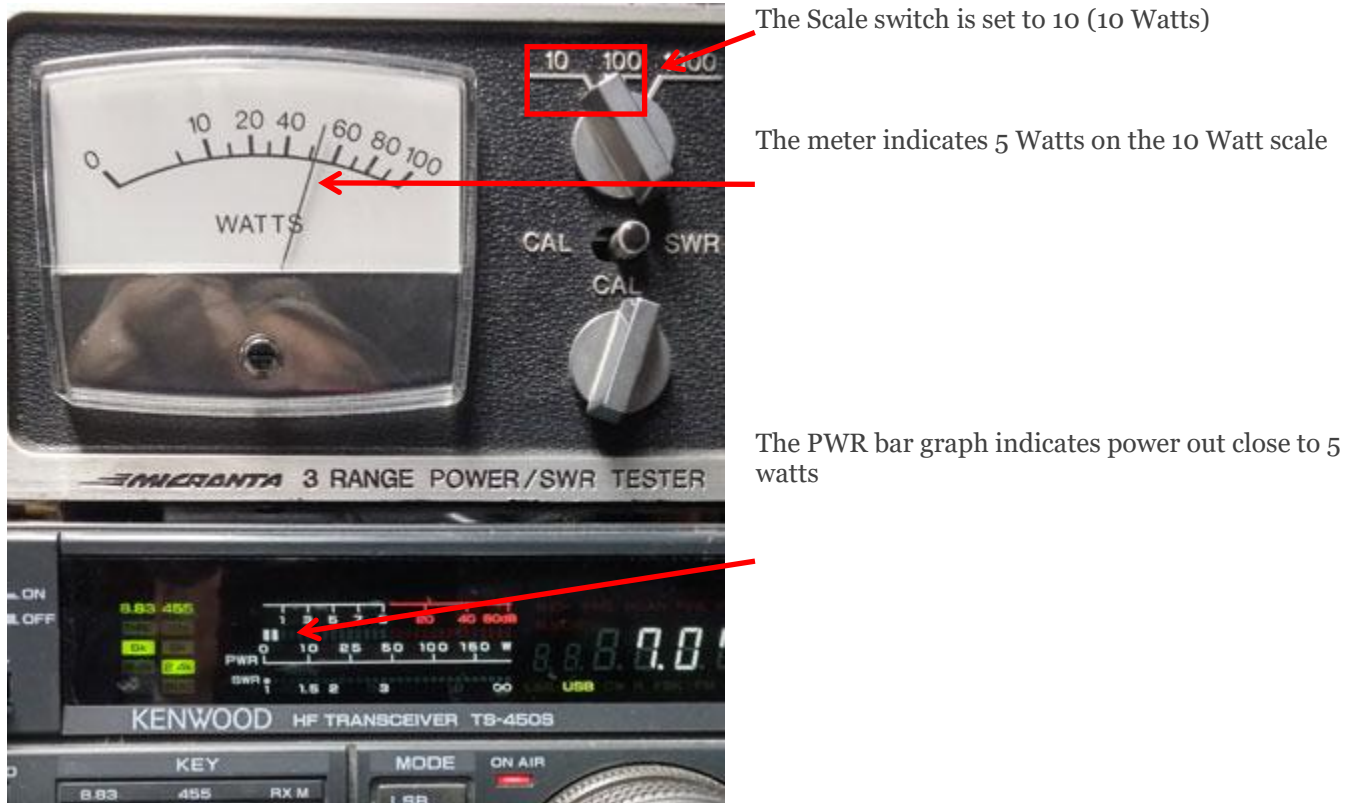 The Scale switch is set to 10 (10 Watts)
10 100
The meter indicates 5 Watts on the 10 Watt scale
0 10 20 40 60 80 100
WATTS
CAL SWR
CAL
The PWR bar graph indicates power out close to 5
watts
MICRONTA 3 RANGE POWER/SWR TESTER
ON
OFF
8.83 455
1 3 5 7 9 20 40 60dB
0 10 25 50 100 150 W
PWR
7.0
2.4k
SWR 1 1.5 2 3 ∞
USB
KENWOOD HF TRANSCEIVER TS-450S
KEY MODE ON AIR
8.83 455 RX M LSB